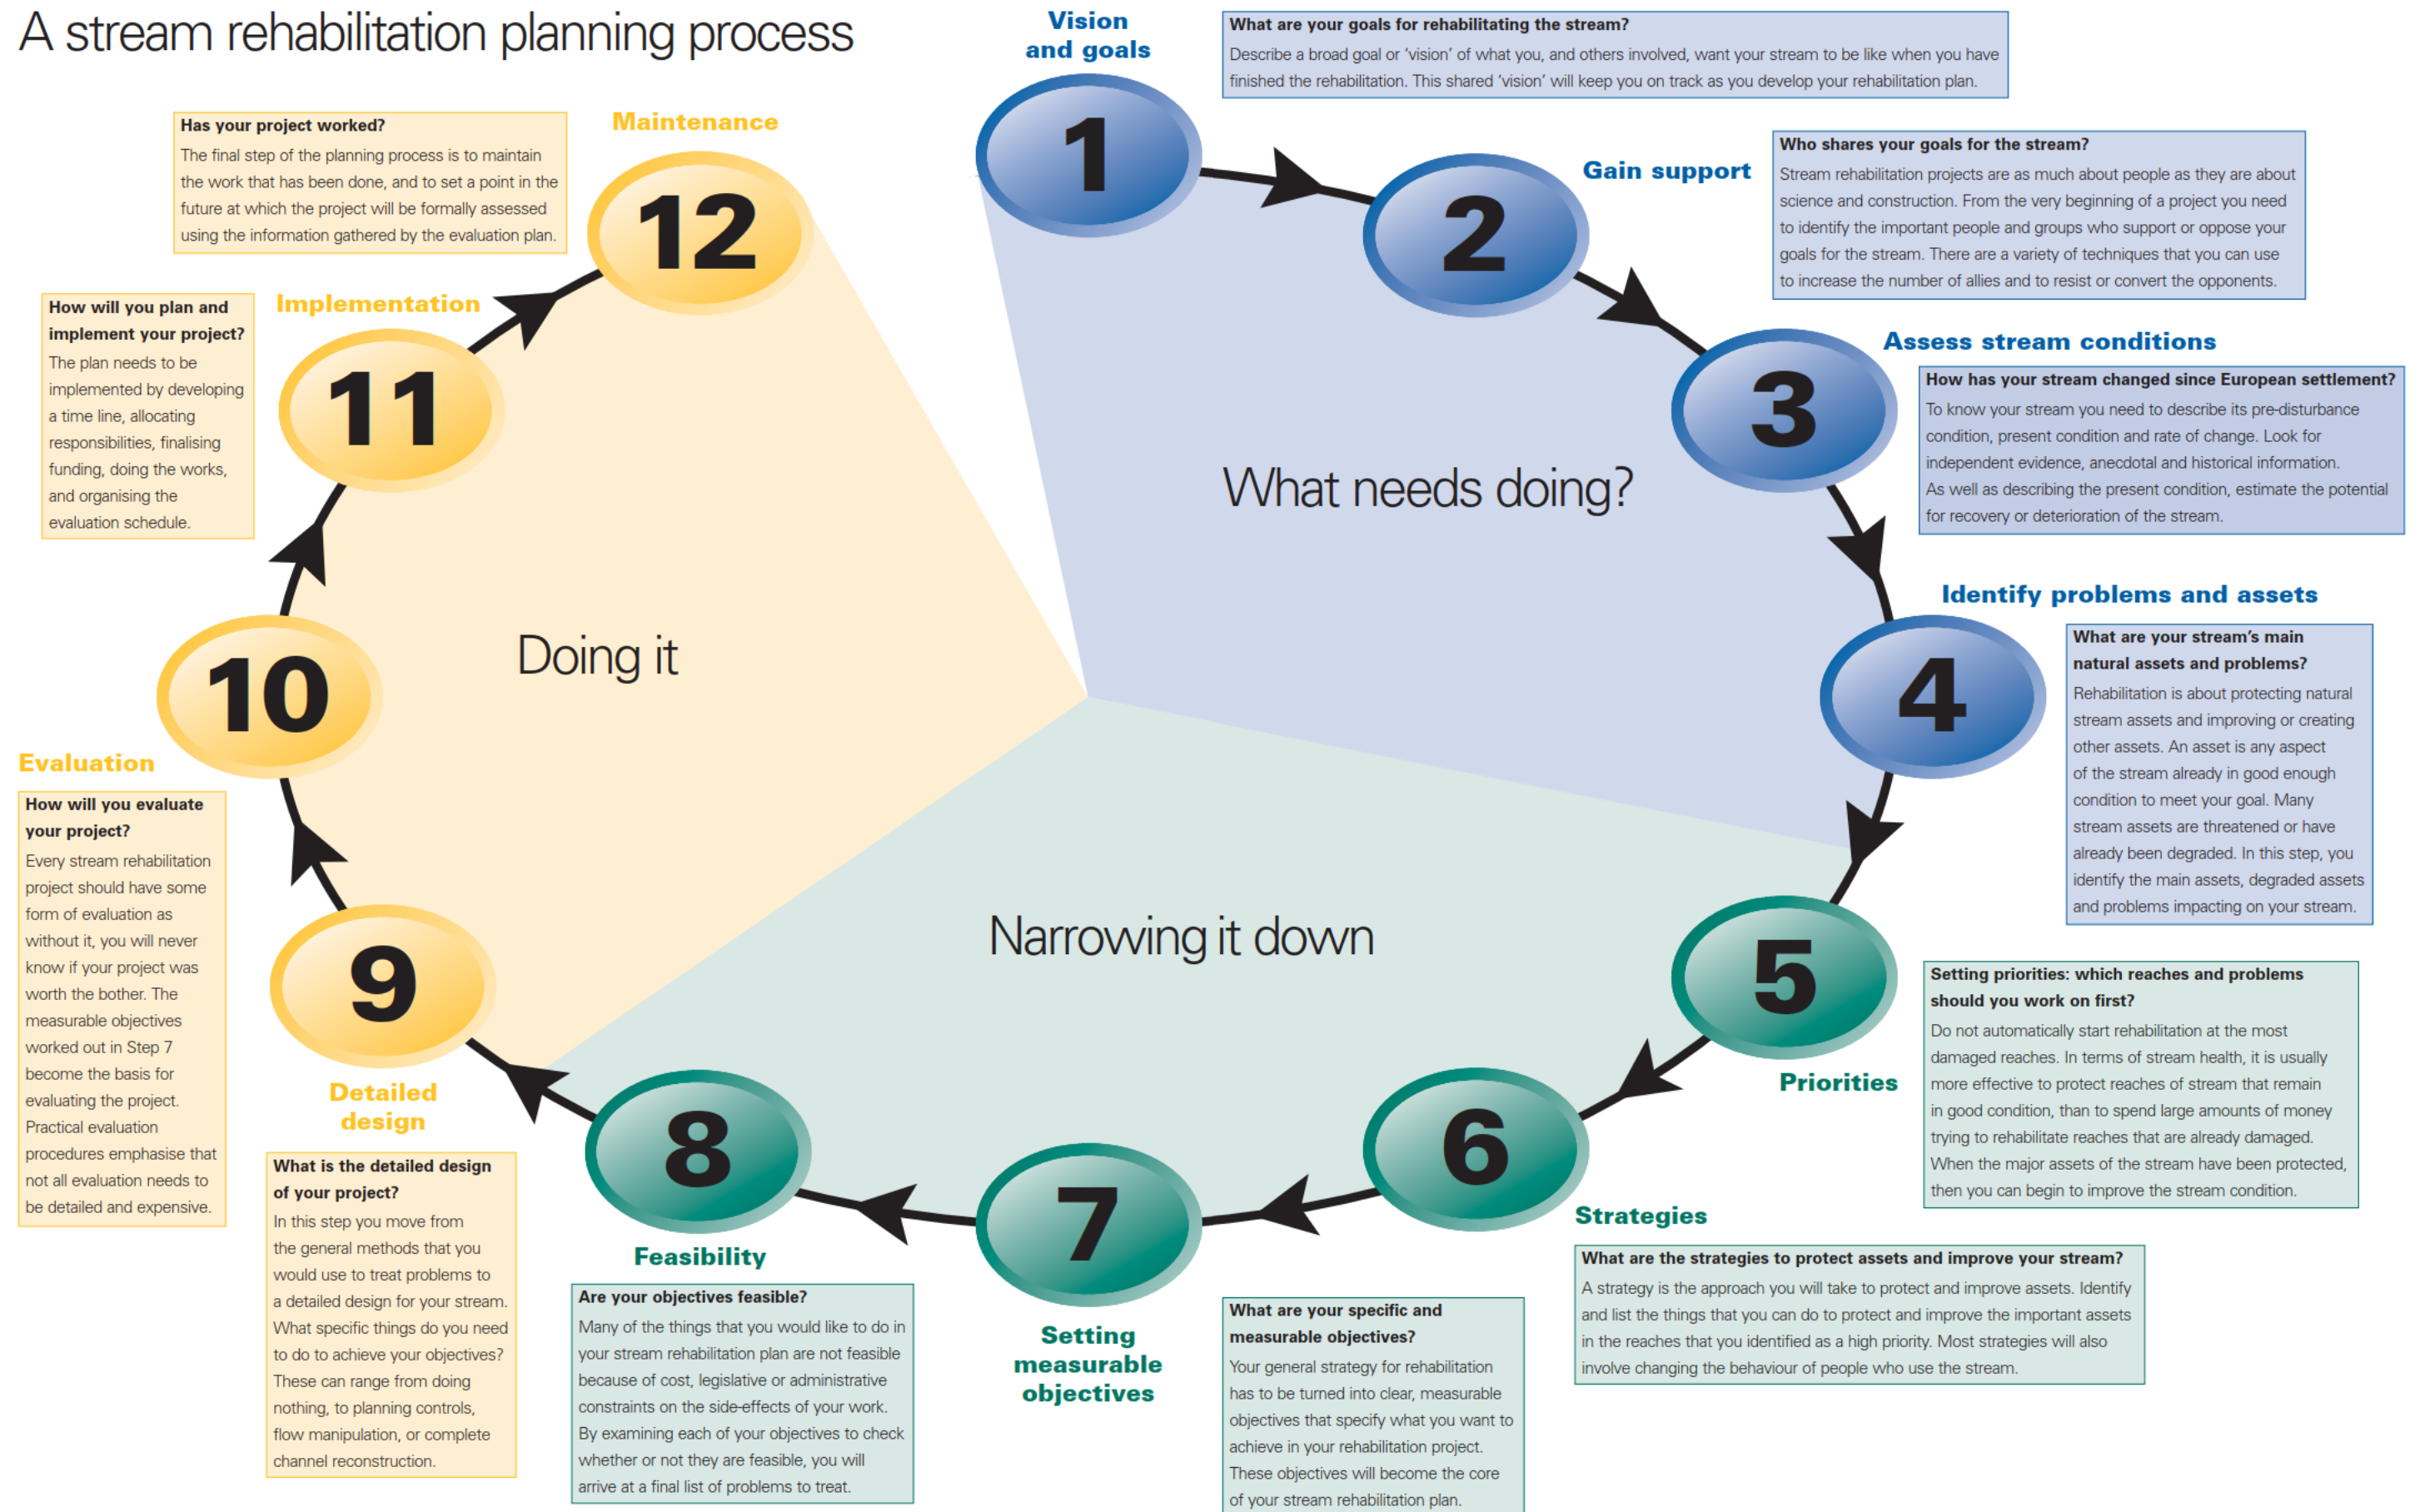 A stream rehabilitation planning process
Vision
and goals
1
What are your goals for rehabilitating the stream?
Describe a broad goal or ‘vision’ of what you, and others involved, want your stream to be like when you have
finished the rehabilitation. This shared ‘vision’ will keep you on track as you develop your rehabilitation plan.
2
Gain support
Who shares your goals for the stream?
Stream rehabilitation projects are as much about people as they are about
science and construction. From the very beginning of a project you need
to identify the important people and groups who support or oppose your
goals for the stream. There are a variety of techniques that you can use
to increase the number of allies and to resist or convert the opponents.
3
Assess stream conditions
How has your stream changed since European settlement?
To know your stream you need to describe its pre-disturbance
condition, present condition and rate of change. Look for
independent evidence, anecdotal and historical information.
As well as describing the present condition, estimate the potential
for recovery or deterioration of the stream.
What needs doing?
4
Identify problems and assets
What are your stream’s main
natural assets and problems?
Rehabilitation is about protecting natural
stream assets and improving or creating
other assets. An asset is any aspect
of the stream already in good enough
condition to meet your goal. Many
stream assets are threatened or have
already been degraded. In this step, you
identify the main assets, degraded assets
and problems impacting on your stream.
5
Priorities
Setting priorities: which reaches and problems
should you work on first?
Do not automatically start rehabilitation at the most
damaged reaches. In terms of stream health, it is usually
more effective to protect reaches of stream that remain
in good condition, than to spend large amounts of money
trying to rehabilitate reaches that are already damaged.
When the major assets of the stream have been protected,
then you can begin to improve the stream condition.
Narrowing it down
6
Strategies
What are the strategies to protect assets and improve your stream?
A strategy is the approach you will take to protect and improve assets. Identify
and list the things that you can do to protect and improve the important assets
in the reaches that you identified as a high priority. Most strategies will also
involve changing the behaviour of people who use the stream.
7
Setting
measurable
objectives
What are your specific and
measurable objectives?
Your general strategy for rehabilitation
has to be turned into clear, measurable
objectives that specify what you want to
achieve in your rehabilitation project.
These objectives will become the core
of your stream rehabilitation plan.
8
Feasibility
Are your objectives feasible?
Many of the things that you would like to do in
your stream rehabilitation plan are not feasible
because of cost, legislative or administrative
constraints on the side-effects of your work.
By examining each of your objectives to check
whether or not they are feasible, you will
arrive at a final list of problems to treat.
9
Detailed
design
What is the detailed design
of your project?
In this step you move from
the general methods that you
would use to treat problems to
a detailed design for your stream.
What specific things do you need
to do to achieve your objectives?
These can range from doing
nothing, to planning controls,
flow manipulation, or complete
channel reconstruction.
Doing it
10
Evaluation
How will you evaluate
your project?
Every stream rehabilitation
project should have some
form of evaluation as
without it, you will never
know if your project was
worth the bother. The
measurable objectives
worked out in Step 7
become the basis for
evaluating the project.
Practical evaluation
procedures emphasise that
not all evaluation needs to
be detailed and expensive.
11
Implementation
How will you plan and
implement your project?
The plan needs to be
implemented by developing
a time line, allocating
responsibilities, finalising
funding, doing the works,
and organising the
evaluation schedule.
12
Maintenance
Has your project worked?
The final step of the planning process is to maintain
the work that has been done, and to set a point in the
future at which the project will be formally assessed
using the information gathered by the evaluation plan.